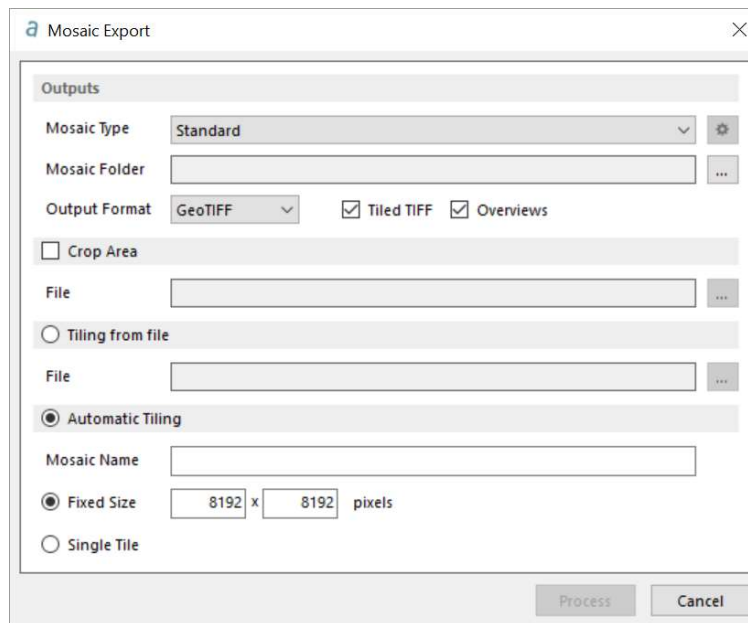 a Mosaic Export
Outputs
Mosaic Type Standard
Mosaic Folder ...
Output Format GeoTIFF Tiled TIFF Overviews
Crop Area
File ...
Tiling from file
File ...
Automatic Tiling
Mosaic Name
Fixed Size 8192 x 8192 pixels
Single Tile
Process Cancel